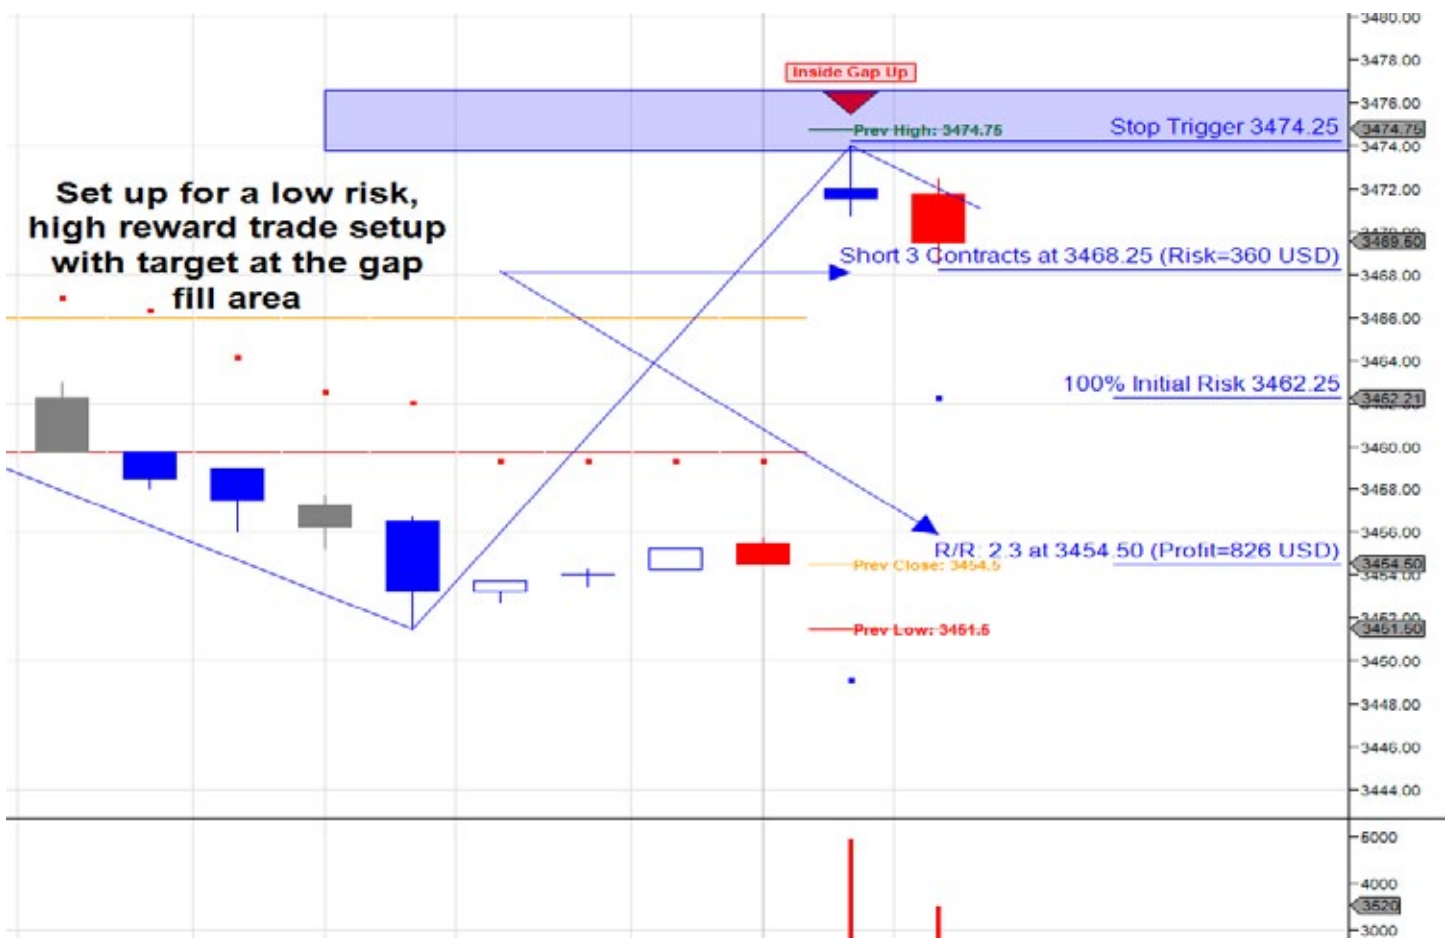 3480.00
3478.00
Inside Gap Up
3476.00
Stop Trigger 3474.25
Prev High: 3474.75
3474.75
3474.00
Set up for a low risk,
high reward trade setup
with target at the gap
fill area
3472.00
3469.60
Short 3 Contracts at 3468.25 (Risk=360 USD)
3468.00
3466.00
3464.00
100% Initial Risk 3462.25
3462.21
3460.00
3458.00
3456.00
R/R: 2.3 at 3454.50 (Profit=826 USD)
Prev Close: 3454.5
3454.50
3454.00
3452.00
Prev Low: 3451.5
3451.50
3450.00
3448.00
3446.00
3444.00
4000
3520
3000